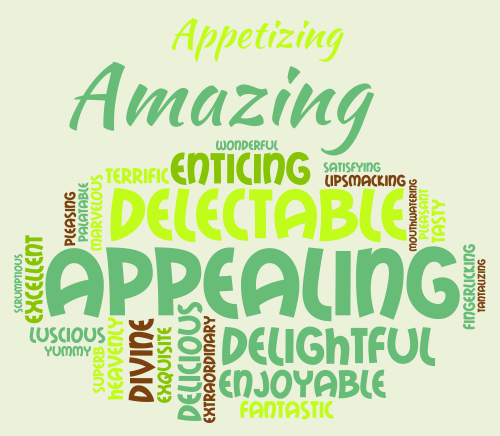 Appetizing
Amazing
WONDERFUL
ENTICING
SATISFYING
TERRIFIC
LIPSMACKING
PLEASING
PALATABLE
MARVELOUS
DELECTABLE
MOUTHWATERING
PLEASANT
TASTY
SCRUMPTIOUS
EXCELLENT
APPEALING
FINGERLICKING
TANTALIZING
LUSCIOUS
YUMMY
SUPERB
HEAVENLY
DIVINE
EXQUISITE
DELICIOUS
EXTRAORDINARY
DELIGHTFUL
ENJOYABLE
FANTASTIC